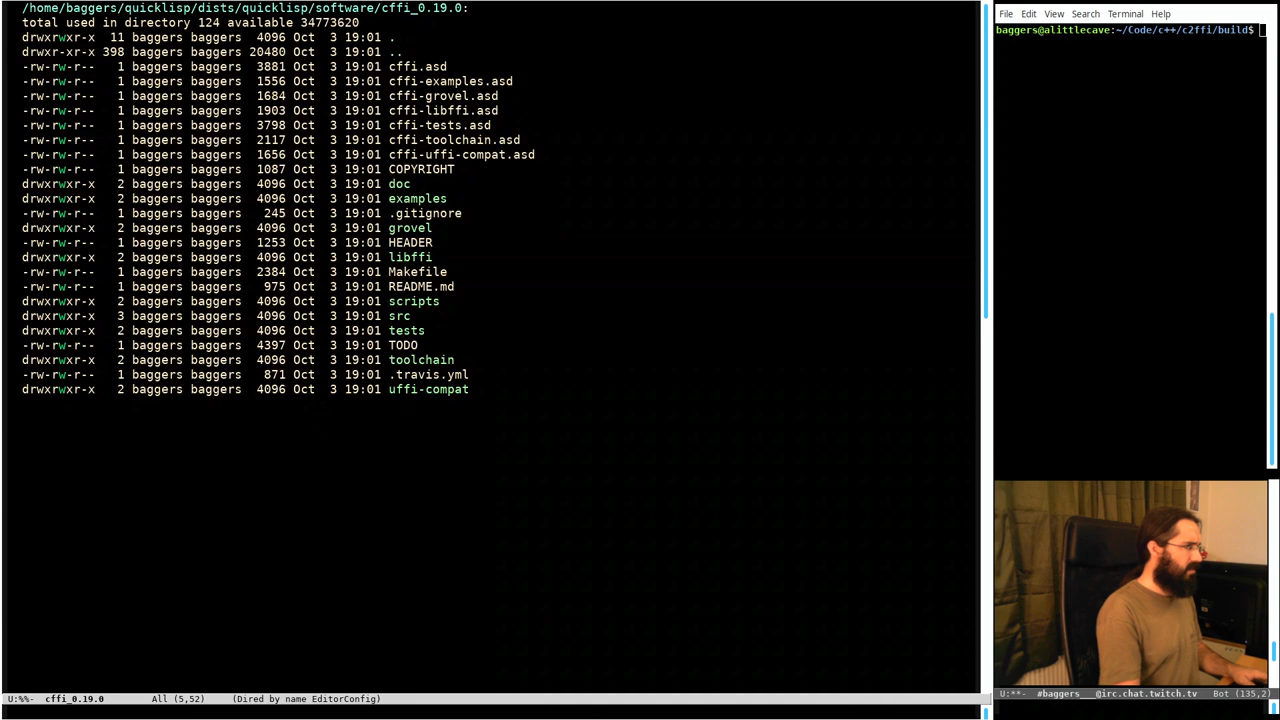 /home/baggers/quicklisp/dists/quicklisp/software/cffi_0.19.0:
total used in directory 124 available 34773620
drwxrwxr-x 11 baggers baggers 4096 Oct 3 19:01 .
drwxr-xr-x 398 baggers baggers 20480 Oct 3 19:01 ..
-rw-rw-r-- 1 baggers baggers 3881 Oct 3 19:01 cffi.asd
-rw-rw-r-- 1 baggers baggers 1556 Oct 3 19:01 cffi-examples.asd
-rw-rw-r-- 1 baggers baggers 1684 Oct 3 19:01 cffi-grovel.asd
-rw-rw-r-- 1 baggers baggers 1903 Oct 3 19:01 cffi-libffi.asd
-rw-rw-r-- 1 baggers baggers 3798 Oct 3 19:01 cffi-tests.asd
-rw-rw-r-- 1 baggers baggers 2117 Oct 3 19:01 cffi-toolchain.asd
-rw-rw-r-- 1 baggers baggers 1656 Oct 3 19:01 cffi-uffi-compat.asd
-rw-rw-r-- 1 baggers baggers 1087 Oct 3 19:01 COPYRIGHT
drwxrwxr-x 2 baggers baggers 4096 Oct 3 19:01 doc
drwxrwxr-x 2 baggers baggers 4096 Oct 3 19:01 examples
-rw-rw-r-- 1 baggers baggers 245 Oct 3 19:01 .gitignore
drwxrwxr-x 2 baggers baggers 4096 Oct 3 19:01 grovel
-rw-rw-r-- 1 baggers baggers 1253 Oct 3 19:01 HEADER
drwxrwxr-x 2 baggers baggers 4096 Oct 3 19:01 libffi
-rw-rw-r-- 1 baggers baggers 2384 Oct 3 19:01 Makefile
-rw-rw-r-- 1 baggers baggers 975 Oct 3 19:01 README.md
drwxrwxr-x 2 baggers baggers 4096 Oct 3 19:01 scripts
drwxrwxr-x 3 baggers baggers 4096 Oct 3 19:01 src
drwxrwxr-x 2 baggers baggers 4096 Oct 3 19:01 tests
-rw-rw-r-- 1 baggers baggers 4397 Oct 3 19:01 TODO
drwxrwxr-x 2 baggers baggers 4096 Oct 3 19:01 toolchain
-rw-rw-r-- 1 baggers baggers 871 Oct 3 19:01 .travis.yml
drwxrwxr-x 2 baggers baggers 4096 Oct 3 19:01 uffi-compat
U:%%- cffi_0.19.0 All (5,52) (Dired by name EditorConfig)
File Edit View Search Terminal Help
baggers@alittlecave:~/Code/c++/c2ffi/build$
U:**- #baggers___@irc.chat.twitch.tv Bot (135,2)